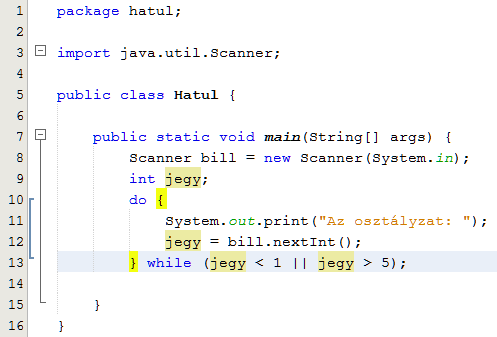 1 package hatul;
2
3 import java.util.Scanner;
4
5 public class Hatul {
6
7     public static void main(String[] args) {
8         Scanner bill = new Scanner(System.in);
9         int jegy;
10         do {
11             System.out.print("Az osztályzat: ");
12             jegy = bill.nextInt();
13         } while (jegy < 1 || jegy > 5);
14
15     }
16 }